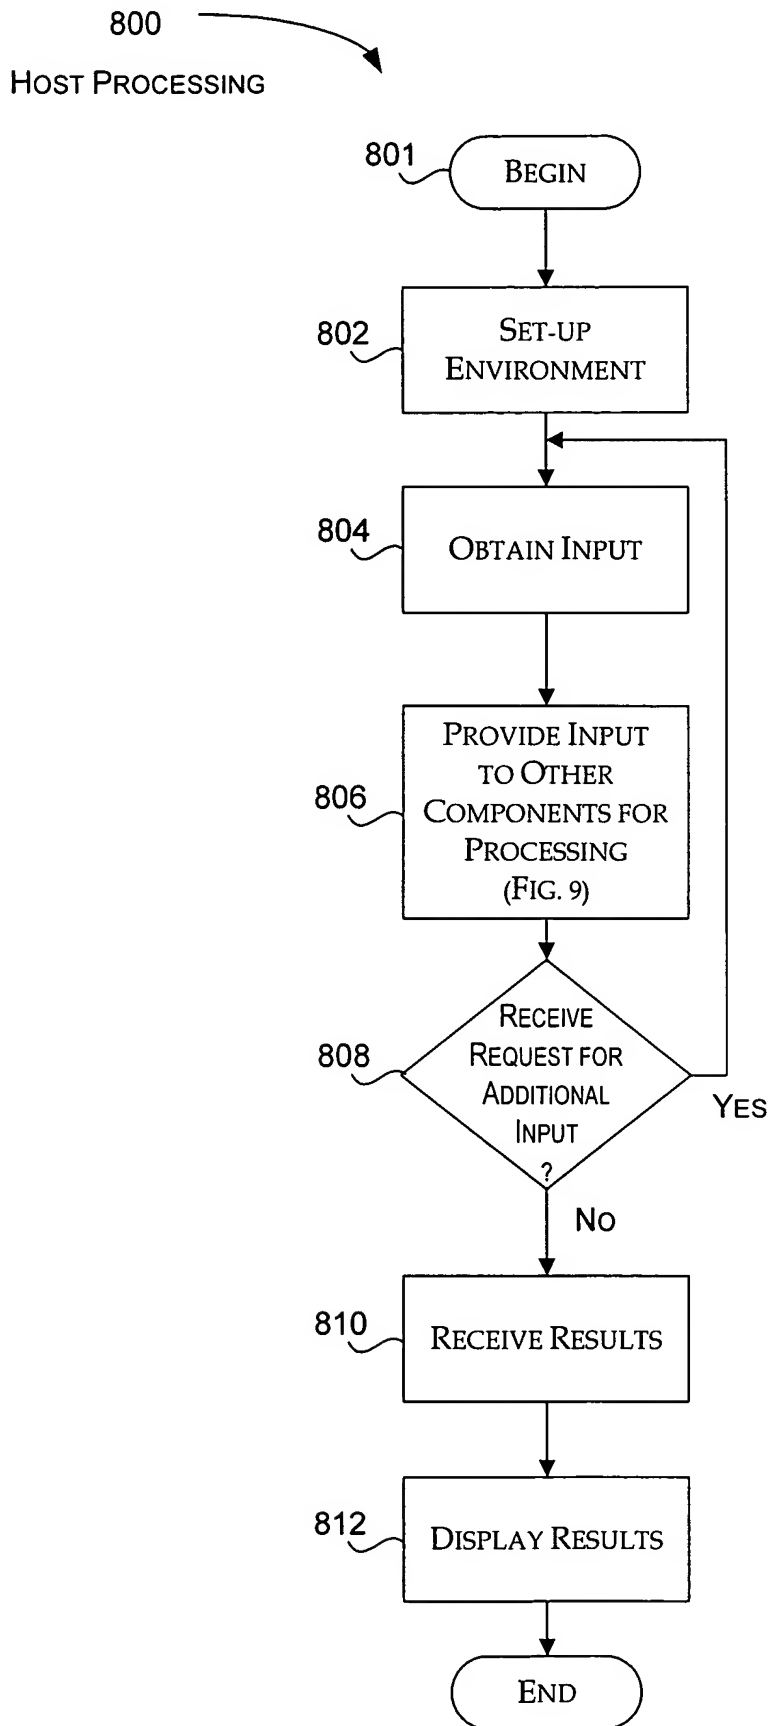 800
HOST PROCESSING
801
BEGIN
802
SET-UP
ENVIRONMENT
804
OBTAIN INPUT
806
PROVIDE INPUT
TO OTHER
COMPONENTS FOR
PROCESSING
(FIG. 9)
808
RECEIVE
REQUEST FOR
ADDITIONAL
INPUT
?
YES
NO
810
RECEIVE RESULTS
812
DISPLAY RESULTS
END